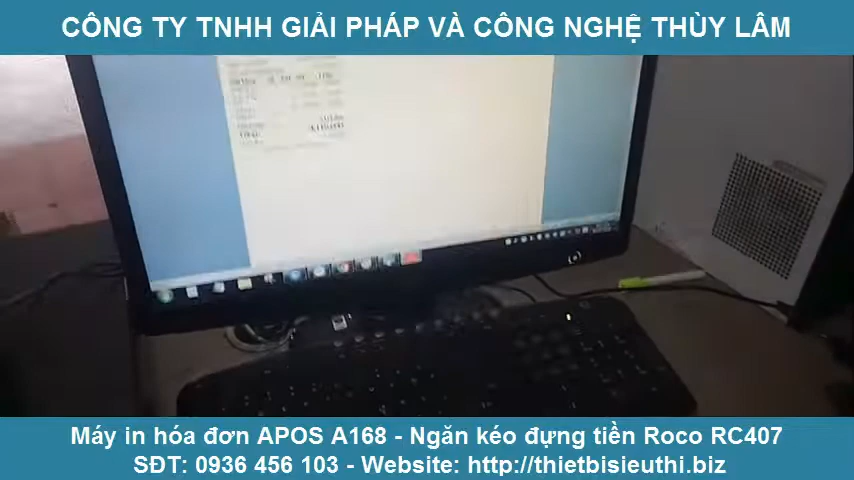 CÔNG TY TNHH GIẢI PHÁP VÀ CÔNG NGHỆ THÙY LÂM
Máy in hóa đơn APOS A168 - Ngăn kéo đựng tiền Roco RC407
SĐT: 0936 456 103 - Website: http://thietbisieuthi.biz